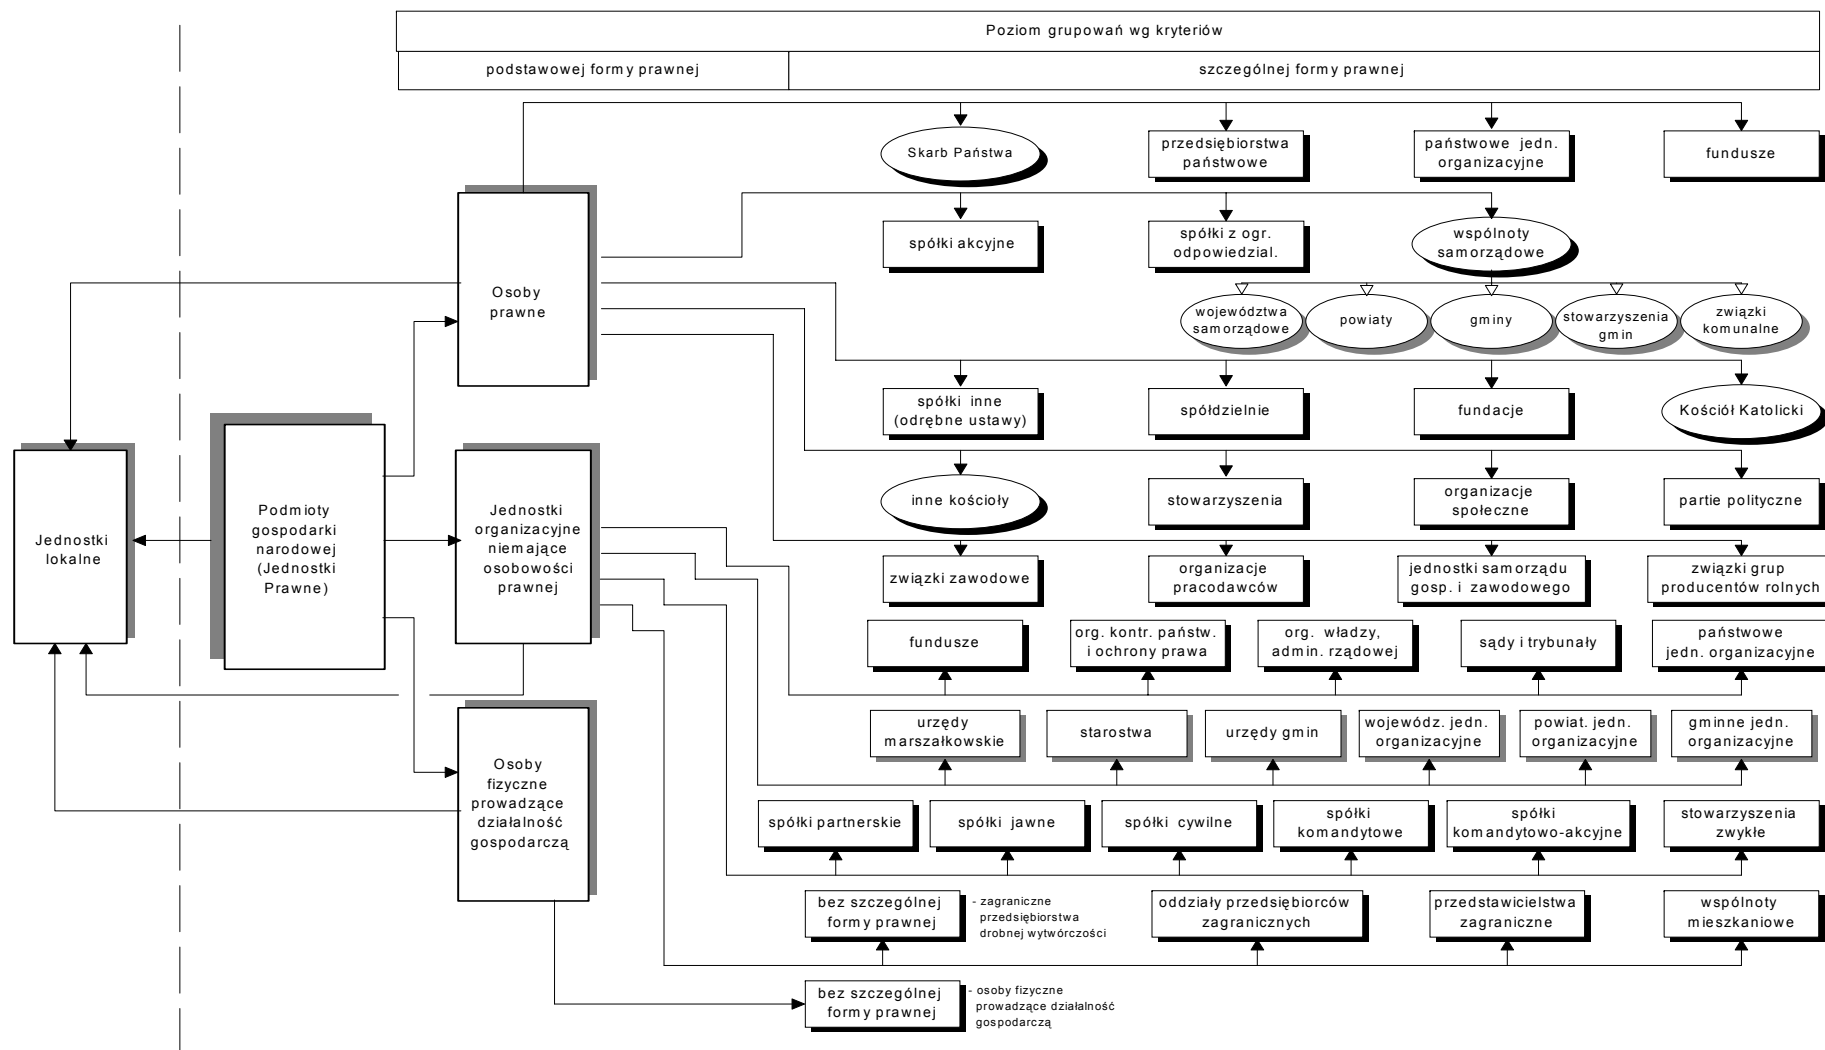 Poziom grupowań wg kryteriów
podstawowej formy prawnej
szczególnej formy prawnej
Skarb Państwa
przedsiębiorstwa
państwowe
państwowe jedn.
organizacyjne
fundusze
spółki akcyjne
spółki z ogr.
odpowiedzial.
wspólnoty
samorządowe
Osoby
prawne
województwa
samorządowe
powiaty
gminy
stowarzyszenia
gmin
związki
komunalne
spółki inne
(odrębne ustawy)
spółdzielnie
fundacje
Kościół Katolicki
inne kościoły
stowarzyszenia
organizacje
społeczne
partie polityczne
Jednostki
lokalne
Podmioty
gospodarki
narodowej
(Jednostki
Prawne)
Jednostki
organizacyjne
niemające
osobowości
prawnej
związki zawodowe
organizacje
pracodawców
jednostki samorządu
gosp. i zawodowego
związki grup
producentów rolnych
fundusze
org. kontr. państw.
i ochrony prawa
org. władzy,
admin. rządowej
sądy i trybunały
państwowe
jedn. organizacyjne
urzędy
marszałkowskie
starostwa
urzędy gmin
wojewódz. jedn.
organizacyjne
powiat. jedn.
organizacyjne
gminne jedn.
organizacyjne
Osoby
fizyczne
prowadzące
działalność
gospodarczą
spółki partnerskie
spółki jawne
spółki cywilne
spółki
komandytowe
spółki
komandytowo-akcyjne
stowarzyszenia
zwykłe
bez szczególnej
formy prawnej
- zagraniczne
przedsiębiorstwa
drobnej wytwórczości
oddziały przedsiębiorców
zagranicznych
przedstawicielstwa
zagraniczne
wspólnoty
mieszkaniowe
bez szczególnej
formy prawnej
- osoby fizyczne
prowadzące działalność
gospodarczą